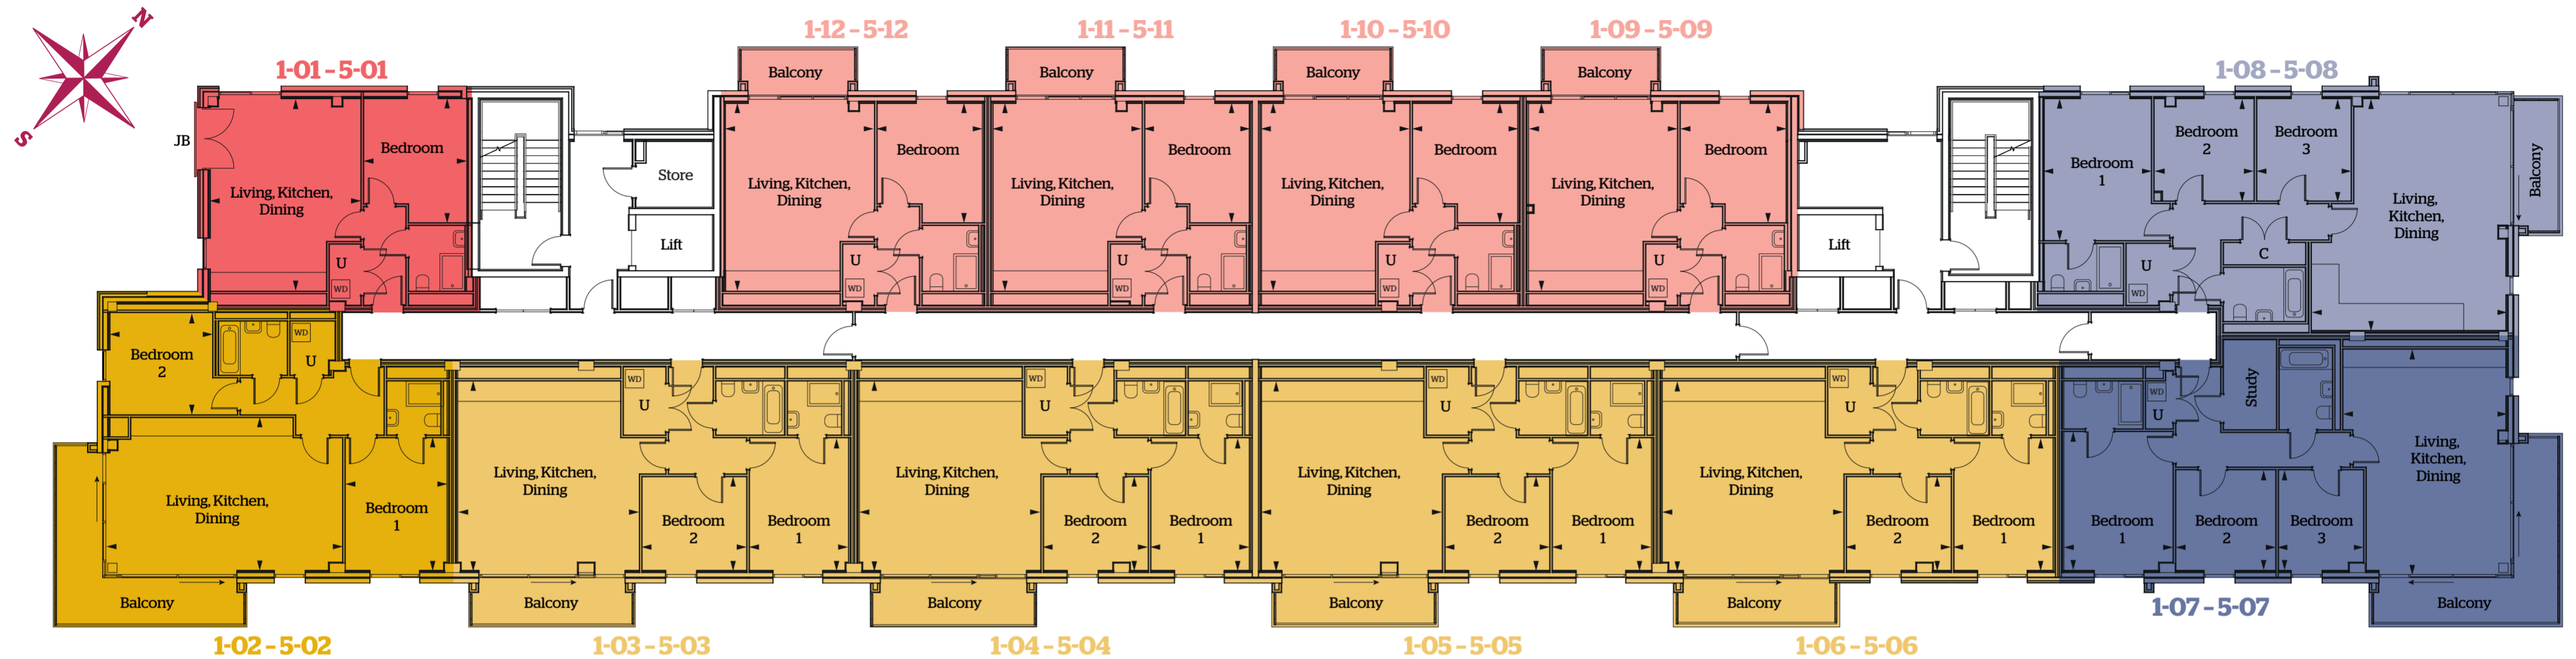 N
S
1-01 – 5-01
1-12 – 5-12
1-11 – 5-11
1-10 – 5-10
1-09 – 5-09
1-08 – 5-08
JB
Living, Kitchen,
Dining
Bedroom
U
WD
Store
Lift
Balcony
Living, Kitchen,
Dining
Bedroom
U
WD
Balcony
Living, Kitchen,
Dining
Bedroom
U
WD
Balcony
Living, Kitchen,
Dining
Bedroom
U
WD
Balcony
Living, Kitchen,
Dining
Bedroom
U
WD
Lift
Bedroom
1
Bedroom
2
Bedroom
3
Living,
Kitchen,
Dining
Balcony
U
WD
C
Bedroom
2
WD
U
Living, Kitchen,
Dining
Bedroom
1
Balcony
WD
U
Living, Kitchen,
Dining
Bedroom
2
Bedroom
1
Balcony
WD
U
Living, Kitchen,
Dining
Bedroom
2
Bedroom
1
Balcony
WD
U
Living, Kitchen,
Dining
Bedroom
2
Bedroom
1
Balcony
WD
U
Living, Kitchen,
Dining
Bedroom
2
Bedroom
1
Balcony
WD
U
Study
Living,
Kitchen,
Dining
Bedroom
1
Bedroom
2
Bedroom
3
Balcony
1-02 – 5-02
1-03 – 5-03
1-04 – 5-04
1-05 – 5-05
1-06 – 5-06
1-07 – 5-07